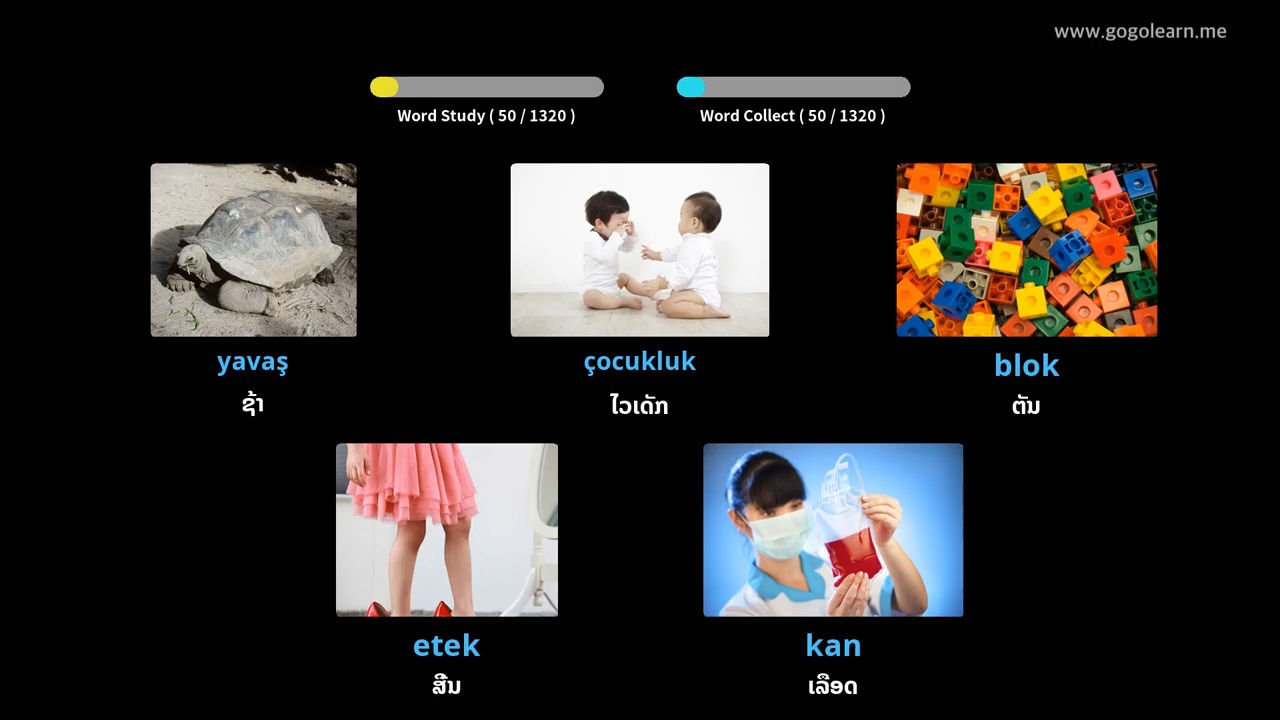 www.gogolearn.me
Word Study ( 50 / 1320 )
Word Collect ( 50 / 1320 )
yavaş
çocukluk
blok
ຊ້າ
ໄວເດັກ
ຕັນ
etek
kan
ສິ້ນ
ເລືອດ